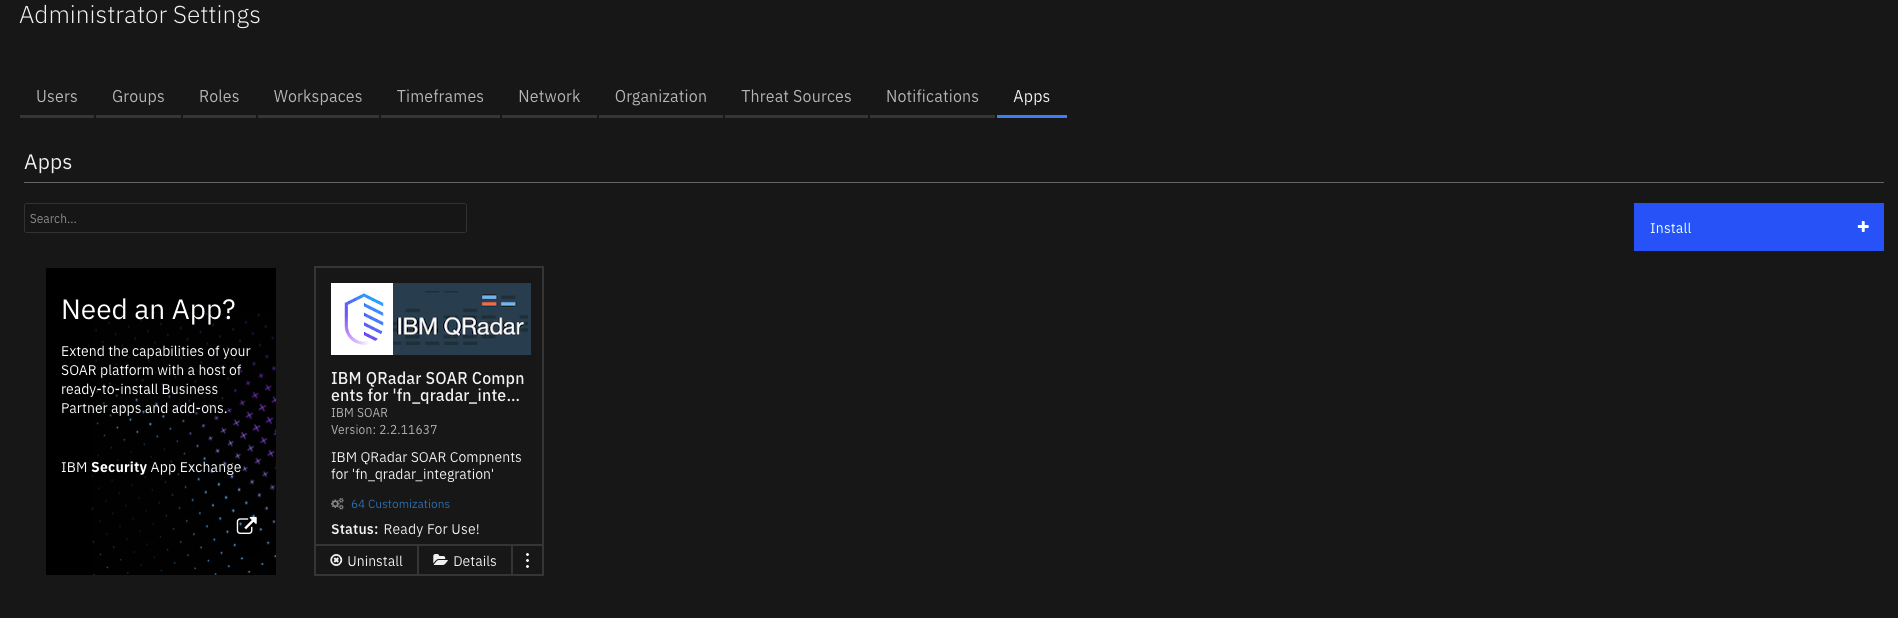 Administrator Settings
Users Groups Roles Workspaces Timeframes Network Organization Threat Sources Notifications Apps
Apps
Search...
Install
Need an App?
Extend the capabilities of your
SOAR platform with a host of
ready-to-install Business
Partner apps and add-ons.
IBM Security App Exchange
IBM QRadar
IBM QRadar SOAR Compn
ents for 'fn_qradar_inte...
IBM SOAR
Version: 2.2.11637
IBM QRadar SOAR Compnents
for 'fn_qradar_integration'
64 Customizations
Status: Ready For Use!
Uninstall Details